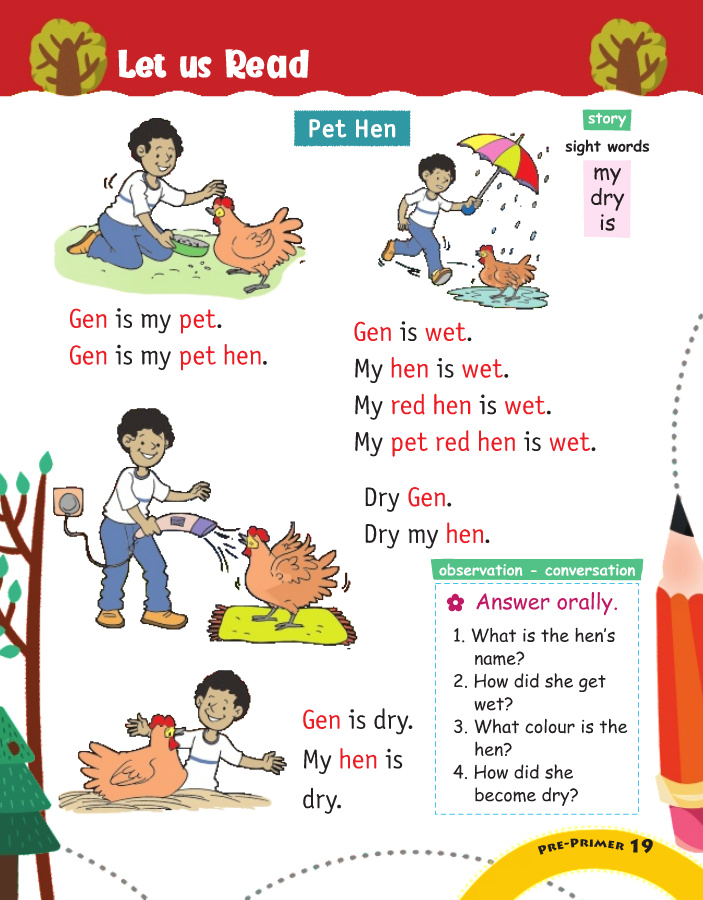 Let us Read
Pet Hen
story
sight words
my
dry
is
Gen is my pet.
Gen is my pet hen.
Gen is wet.
My hen is wet.
My red hen is wet.
My pet red hen is wet.
Dry Gen.
Dry my hen.
Gen is dry.
My hen is
dry.
observation - conversation
Answer orally.
1. What is the hen's
name?
2. How did she get
wet?
3. What colour is the
hen?
4. How did she
become dry?
PRE-PRIMER 19